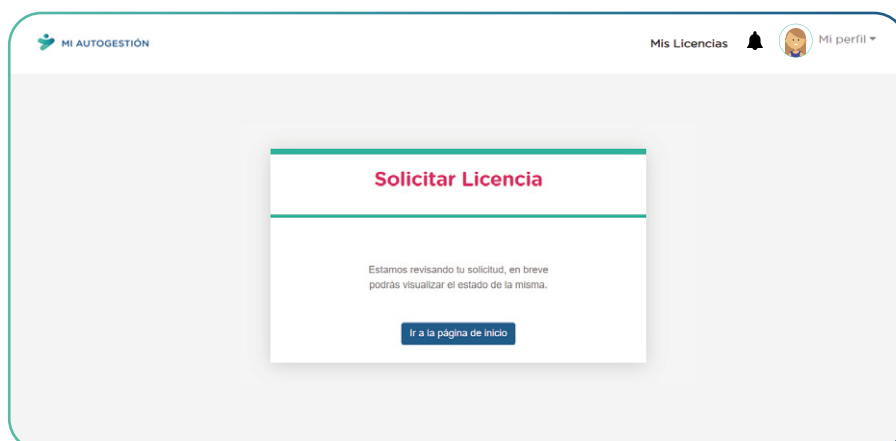 MI AUTOGESTIÓN
Mis Licencias
Mi perfil
Solicitar Licencia
Estamos revisando tu solicitud, en breve
podrás visualizar el estado de la misma.
Ir a la página de inicio